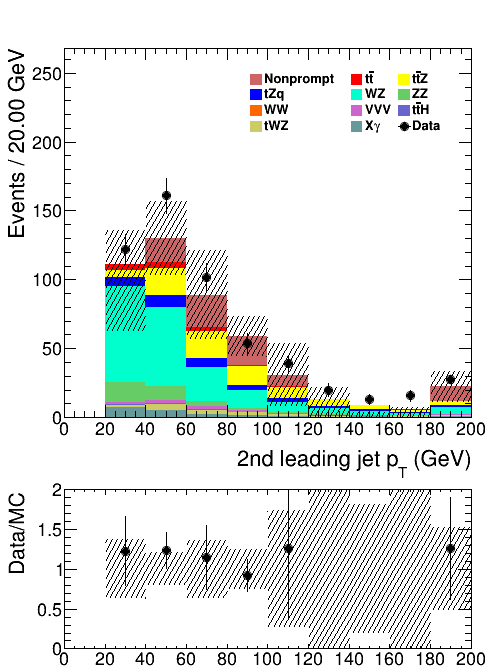 Events / 20.00 GeV
250
200
150
100
50
0
Nonprompt tt̄ tt̄Z
tZq WZ ZZ
WW VVV tt̄H
tWZ Xγ Data
0 20 40 60 80 100 120 140 160 180 200
2nd leading jet p_T (GeV)
Data/MC
2
1.5
1
0.5
0
0 20 40 60 80 100 120 140 160 180 200